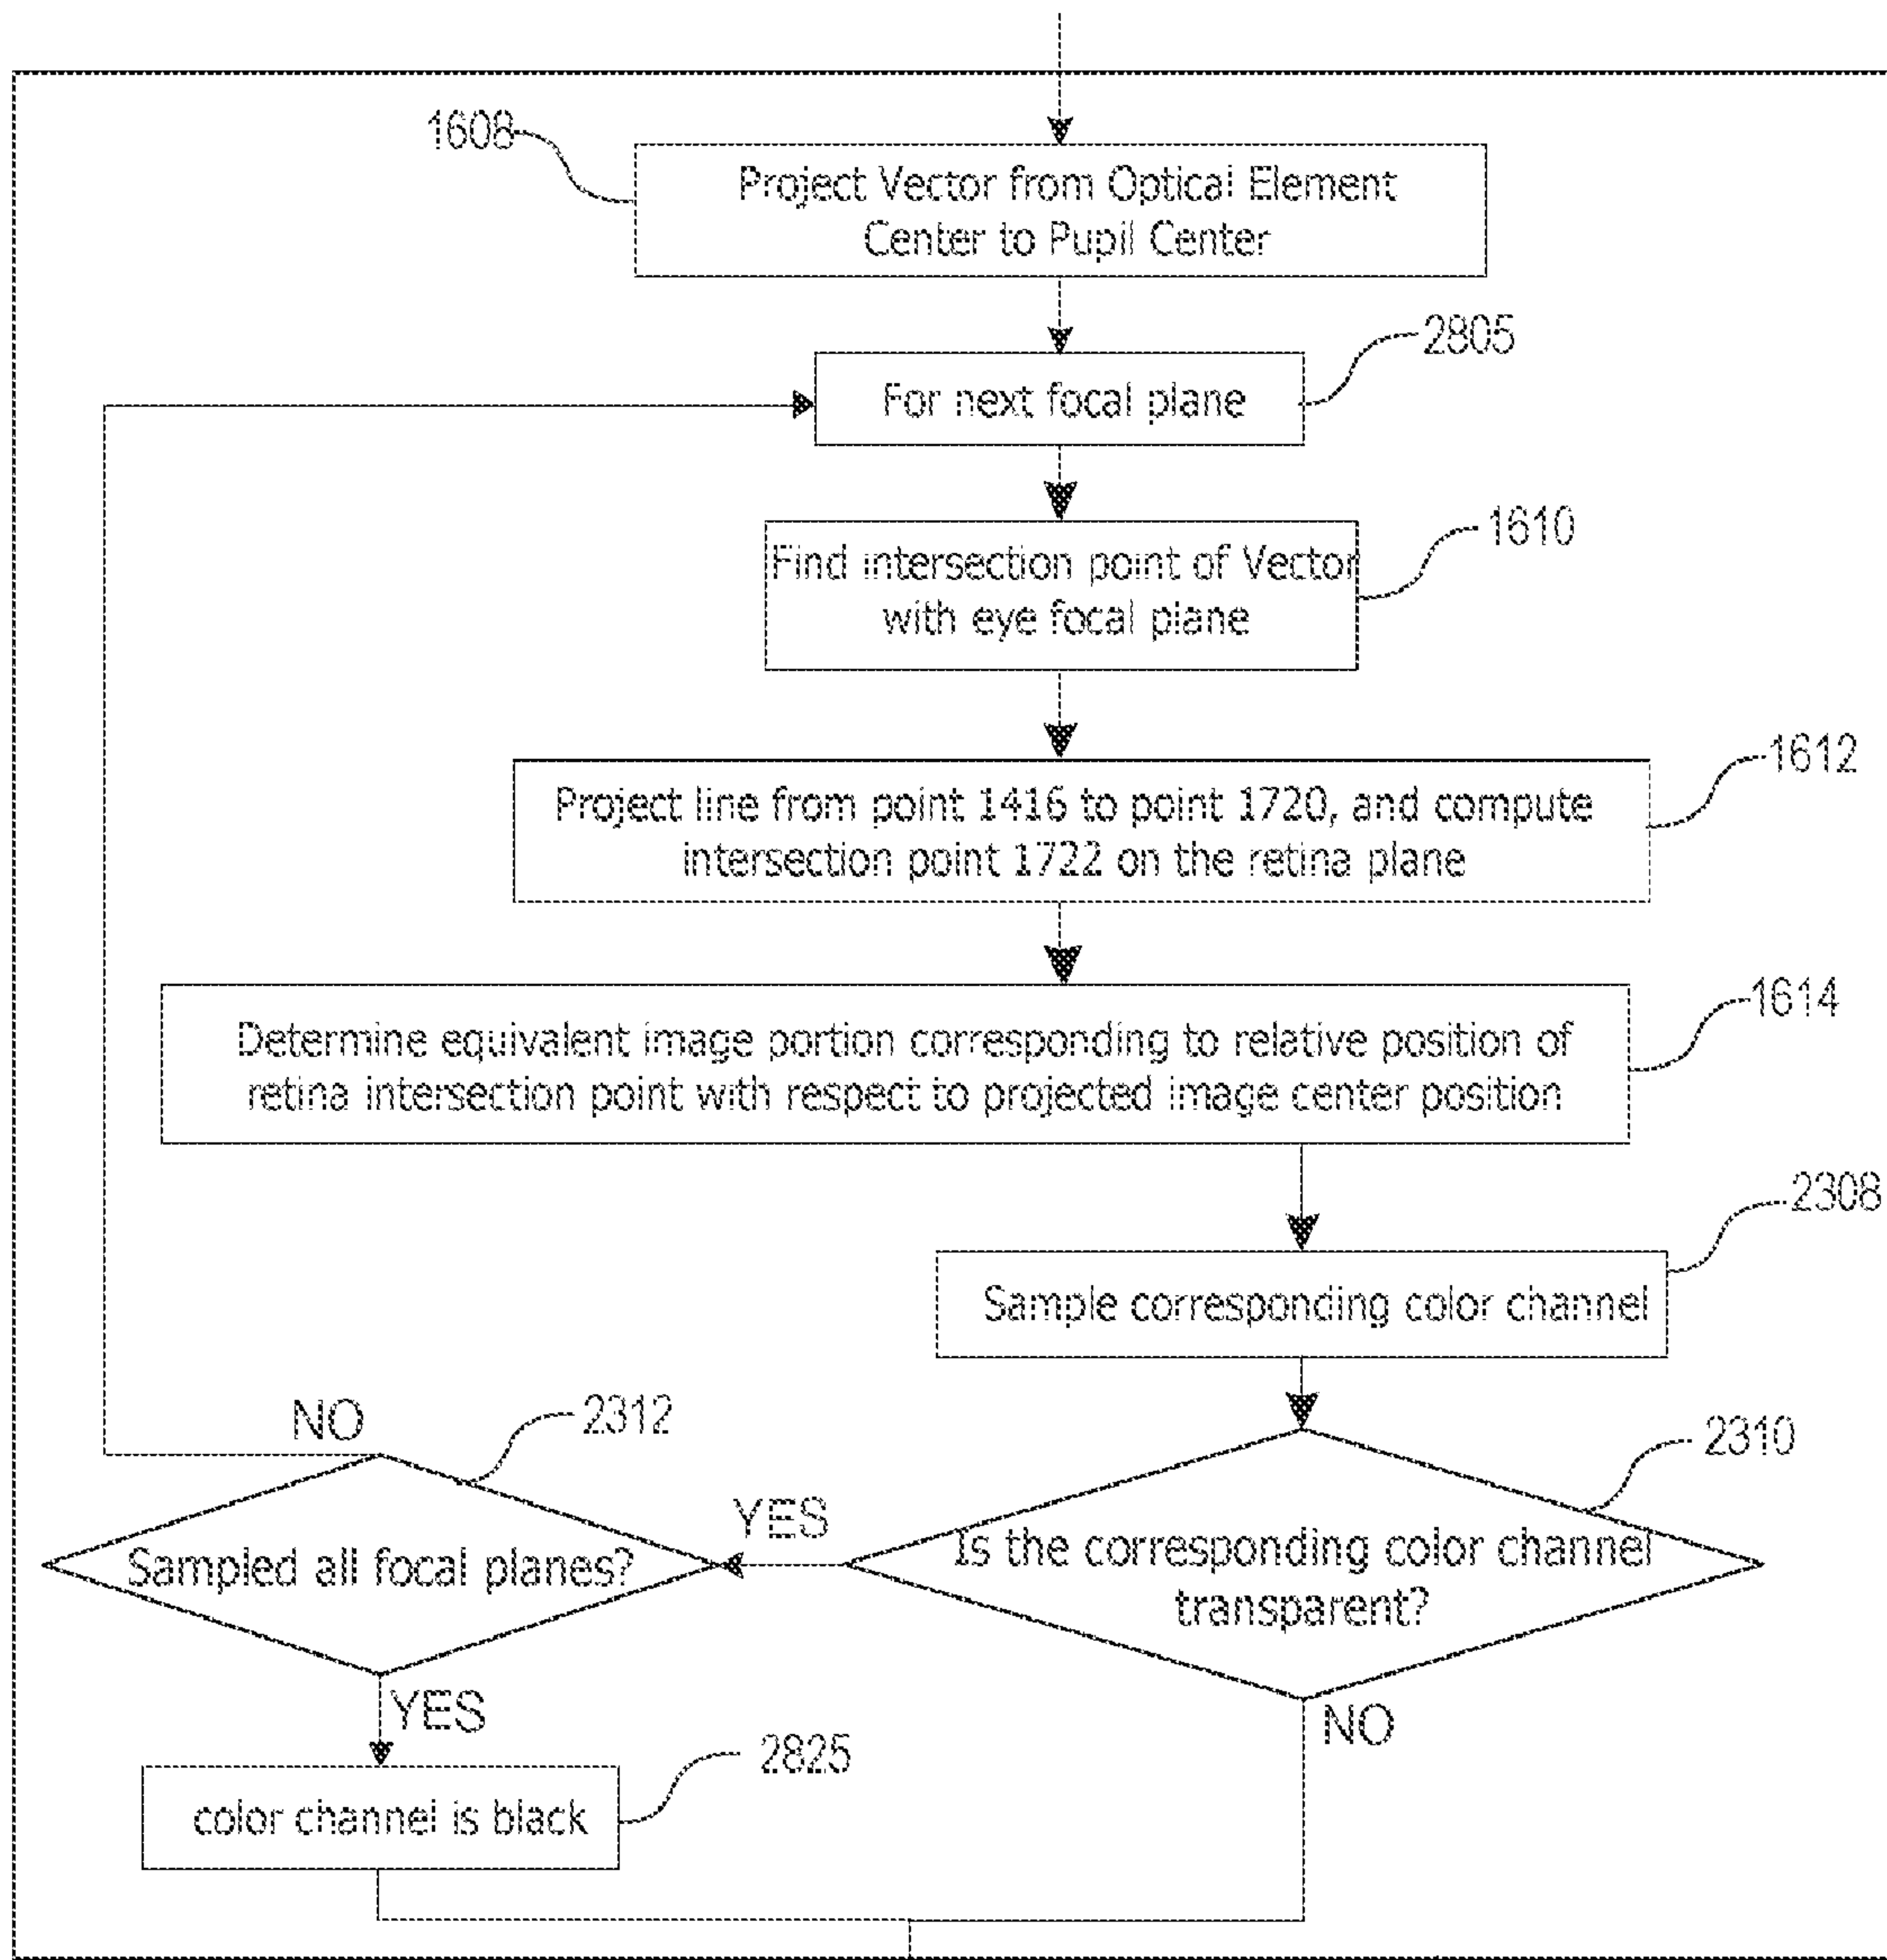 1608
Project Vector from Optical Element
Center to Pupil Center
2805
For next focal plane
1610
Find intersection point of Vector
with eye focal plane
1612
Project line from point 1416 to point 1720, and compute
intersection point 1722 on the retina plane
1614
Determine equivalent image portion corresponding to relative position of
retina intersection point with respect to projected image center position
2308
Sample corresponding color channel
NO
2312
2310
YES
Sampled all focal planes?
Is the corresponding color channel
transparent?
YES
NO
2825
color channel is black